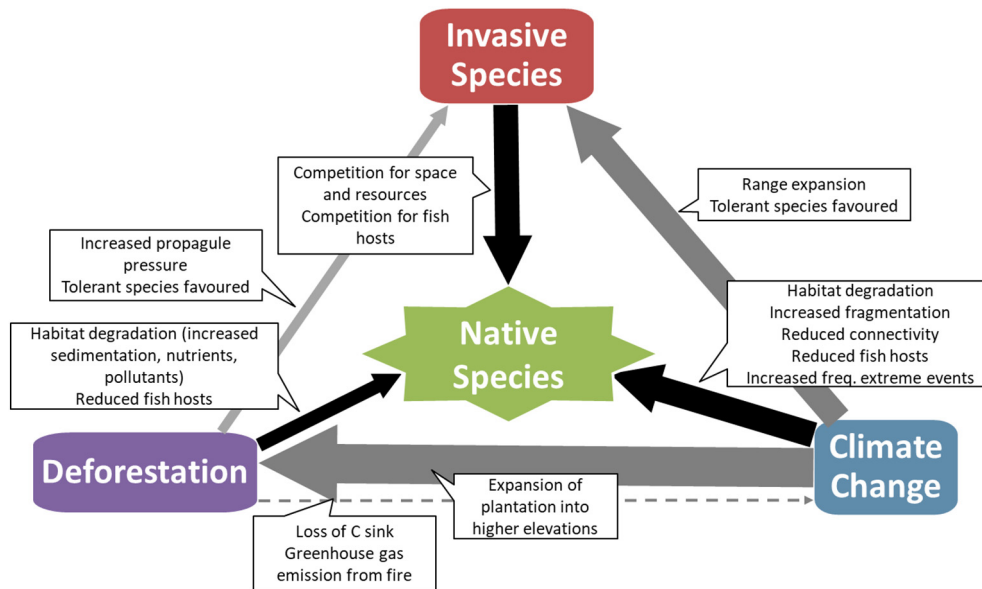 Invasive
Species
Competition for space
and resources
Competition for fish
hosts
Range expansion
Tolerant species favoured
Increased propagule
pressure
Tolerant species favoured
Habitat degradation
Increased fragmentation
Reduced connectivity
Reduced fish hosts
Increased freq. extreme events
Habitat degradation (increased
sedimentation, nutrients,
pollutants)
Reduced fish hosts
Native
Species
Deforestation
Climate
Change
Expansion of
plantation into
higher elevations
Loss of C sink
Greenhouse gas
emission from fire